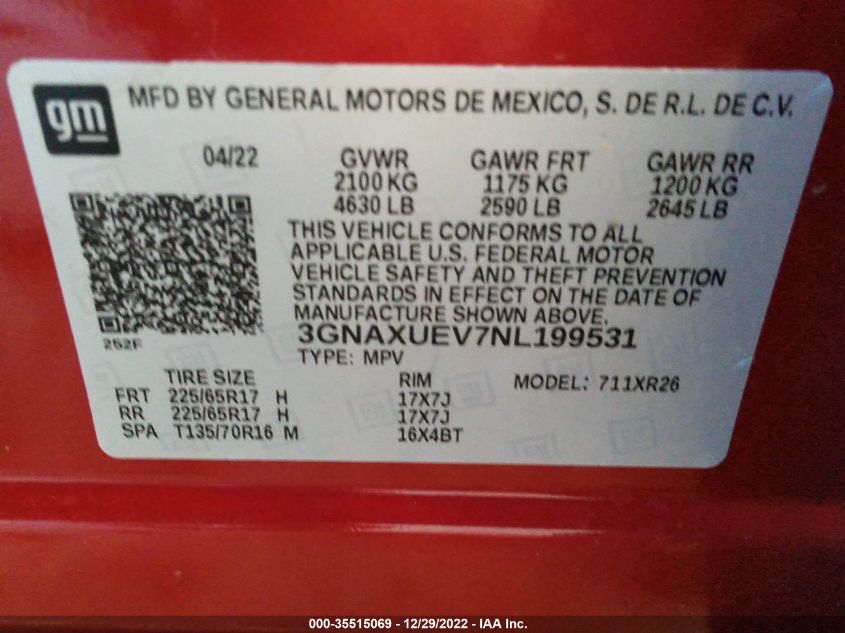 gm
MFD BY GENERAL MOTORS DE MEXICO, S. DE R.L. DE C.V.
04/22 GVWR GAWR FRT GAWR RR
2100 KG 1175 KG 1200 KG
4630 LB 2590 LB 2645 LB
THIS VEHICLE CONFORMS TO ALL
APPLICABLE U.S. FEDERAL MOTOR
VEHICLE SAFETY AND THEFT PREVENTION
STANDARDS IN EFFECT ON THE DATE OF
MANUFACTURE SHOWN ABOVE.
252F
3GNAXUEV7NL199531
TYPE: MPV
TIRE SIZE RIM MODEL: 711XR26
FRT 225/65R17 H 17X7J
RR 225/65R17 H 17X7J
SPA T135/70R16 M 16X4BT
000-35515069 - 12/29/2022 - IAA Inc.